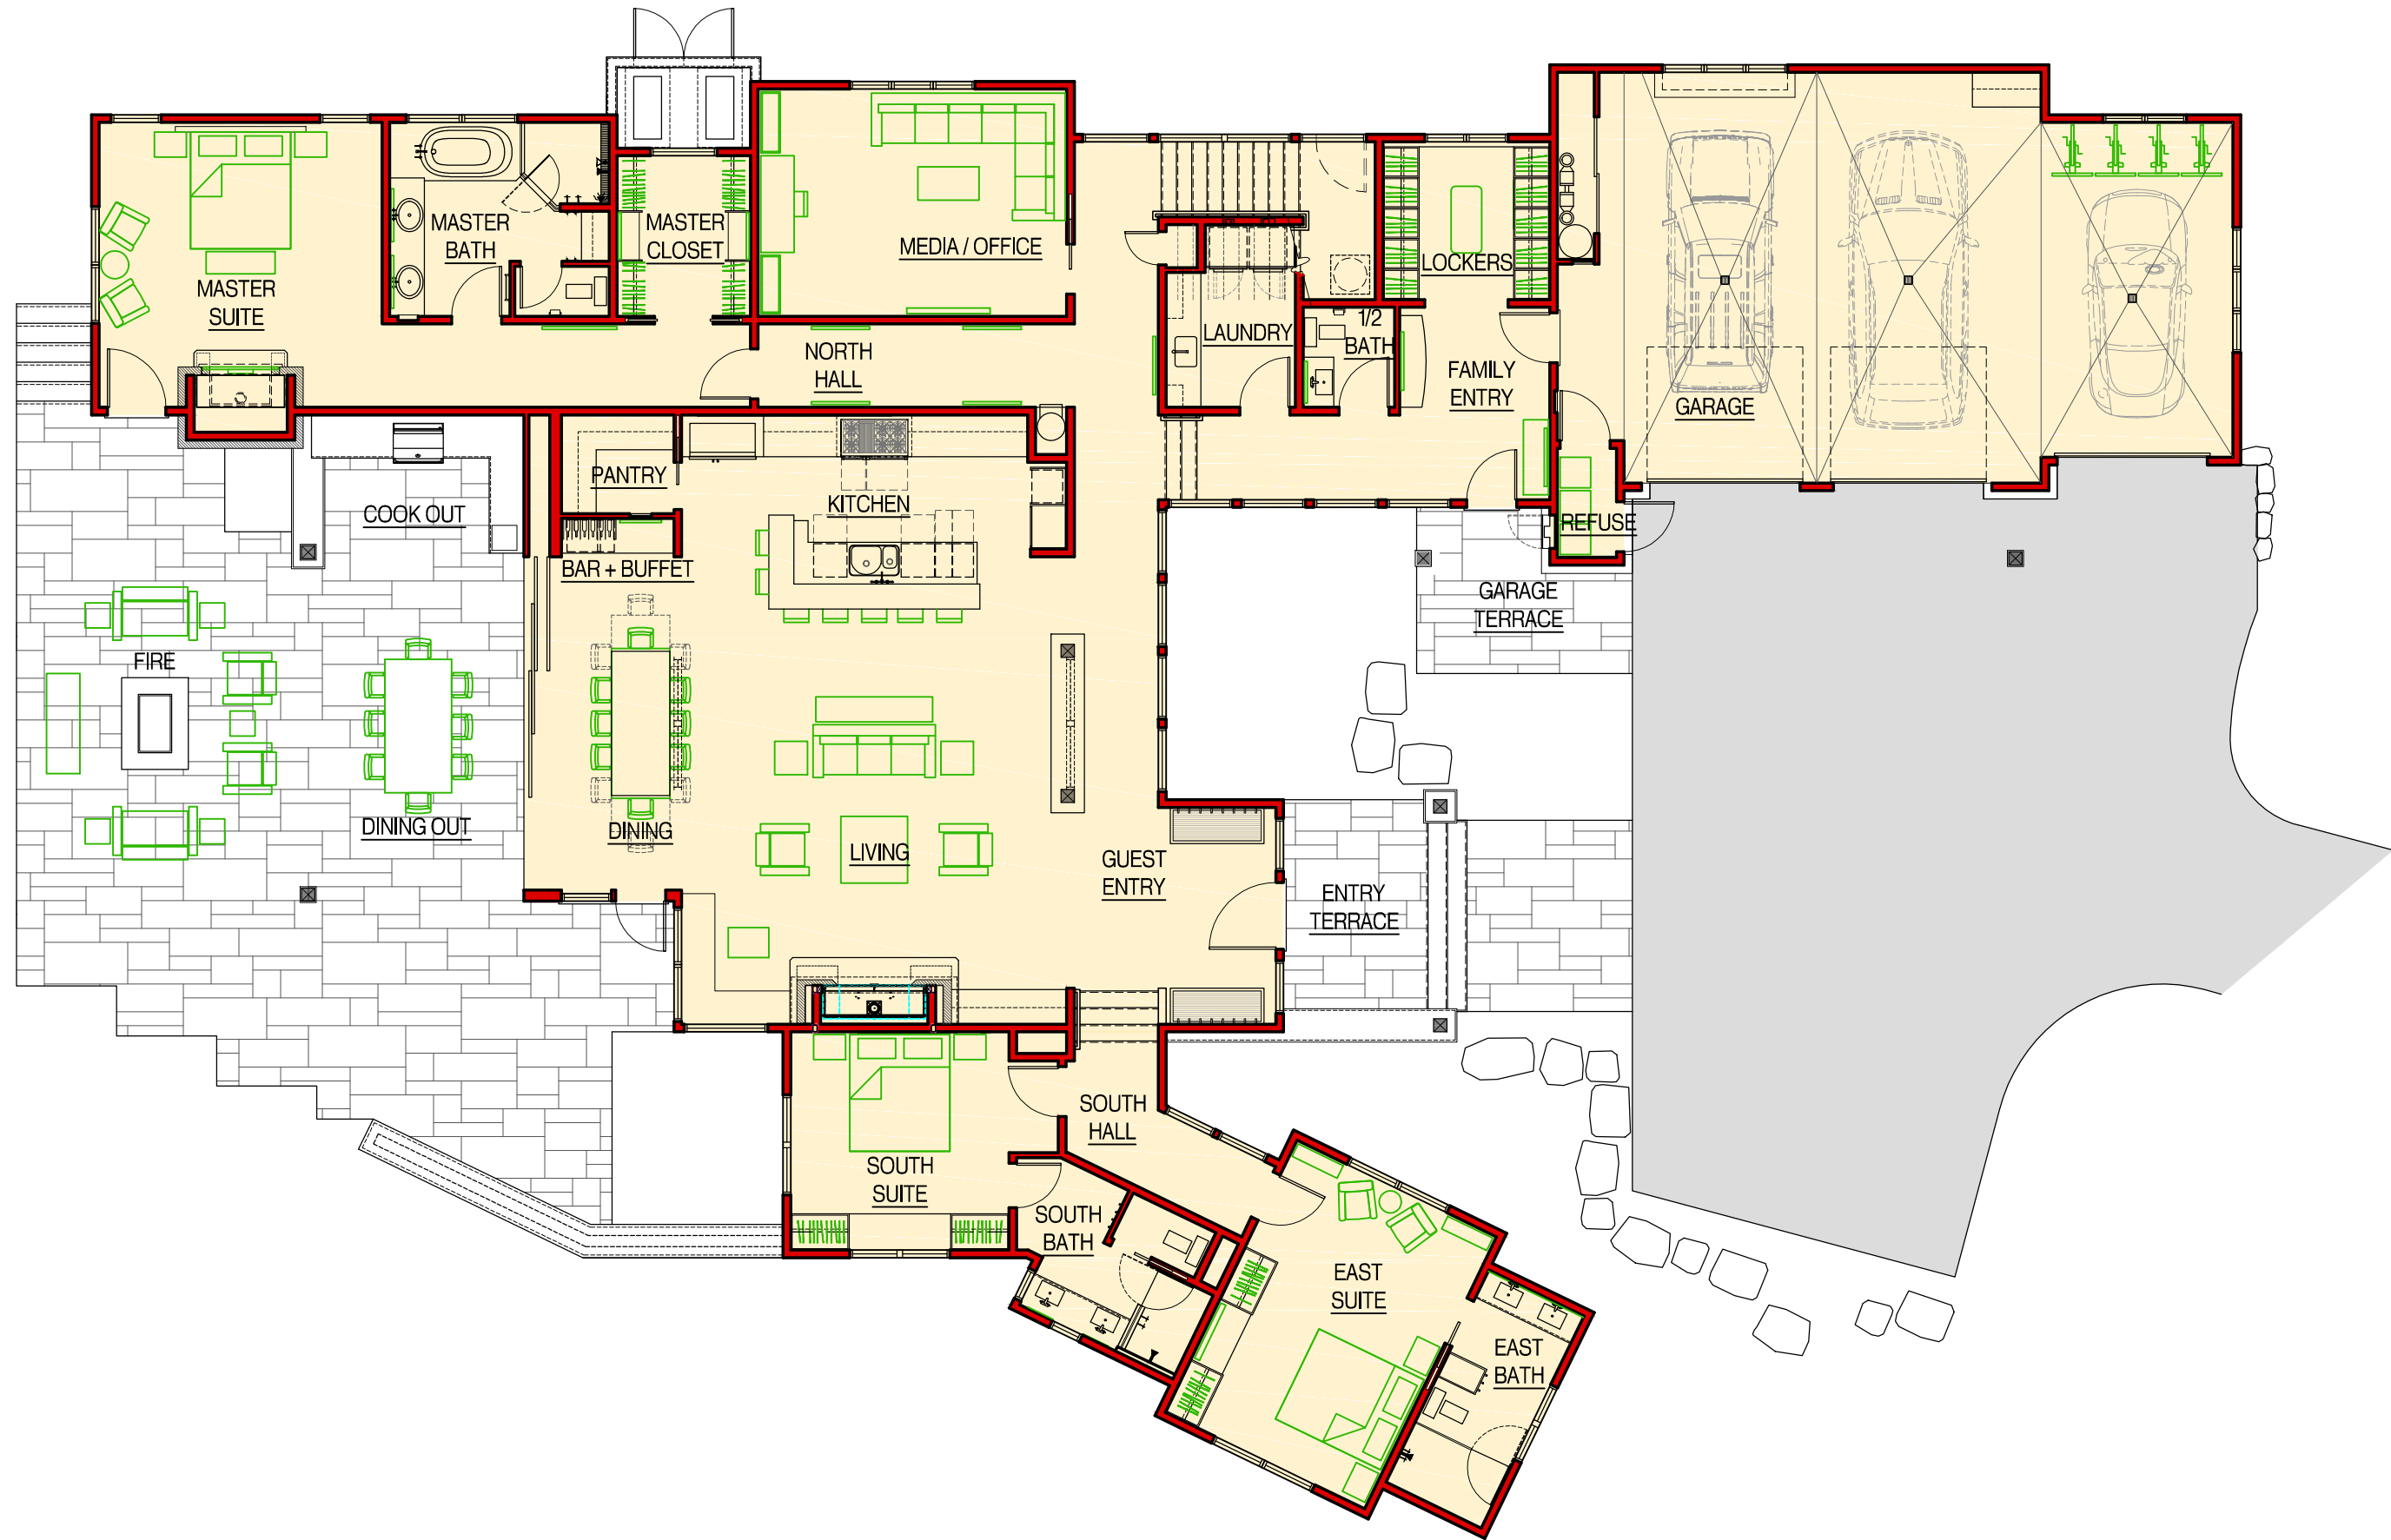 MASTER
SUITE
MASTER
BATH
MASTER
CLOSET
MEDIA / OFFICE
NORTH
HALL
LAUNDRY
1/2
BATH
LOCKERS
FAMILY
ENTRY
GARAGE
REFUSE
GARAGE
TERRACE
PANTRY
KITCHEN
BAR + BUFFET
COOK OUT
FIRE
DINING OUT
DINING
LIVING
GUEST
ENTRY
ENTRY
TERRACE
SOUTH
HALL
SOUTH
SUITE
SOUTH
BATH
EAST
SUITE
EAST
BATH